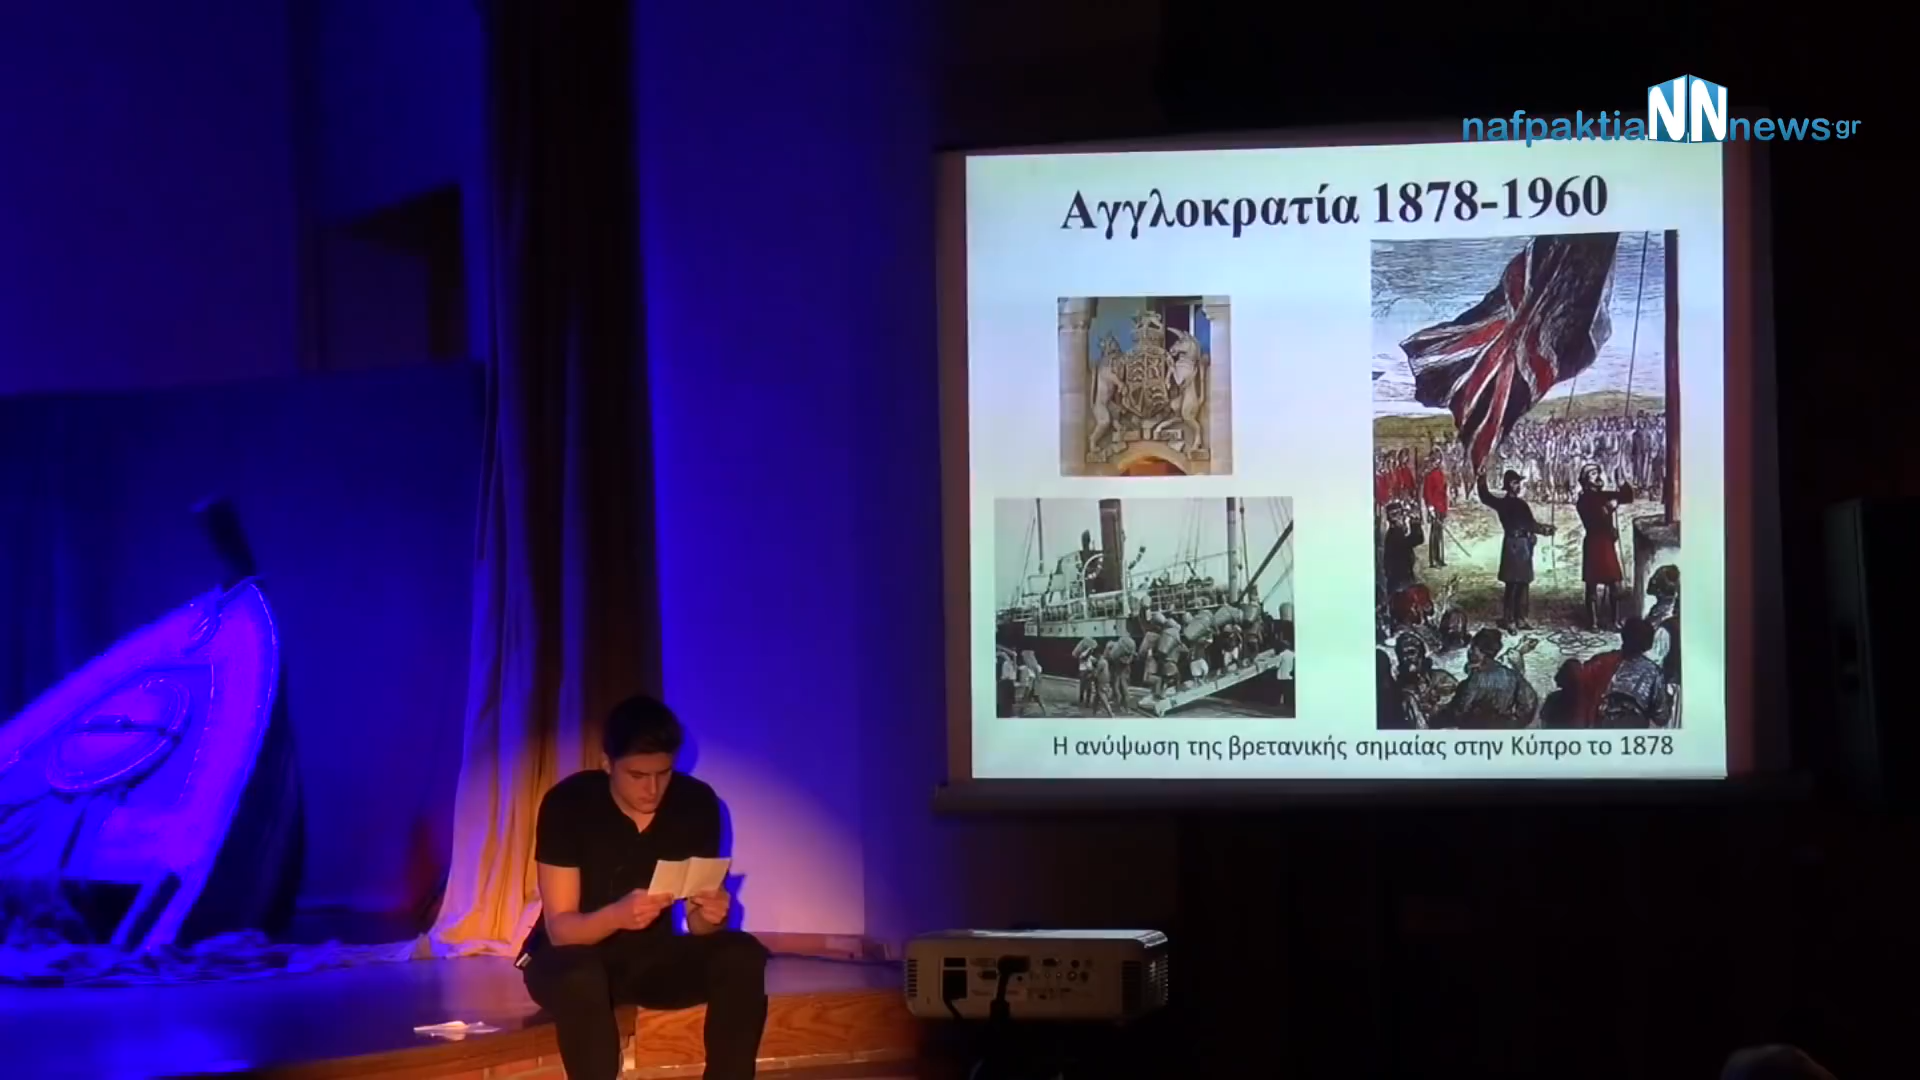 nafpaktiaNNnews.gr
Αγγλοκρατία 1878-1960
Η ανύψωση της βρετανικής σημαίας στην Κύπρο το 1878